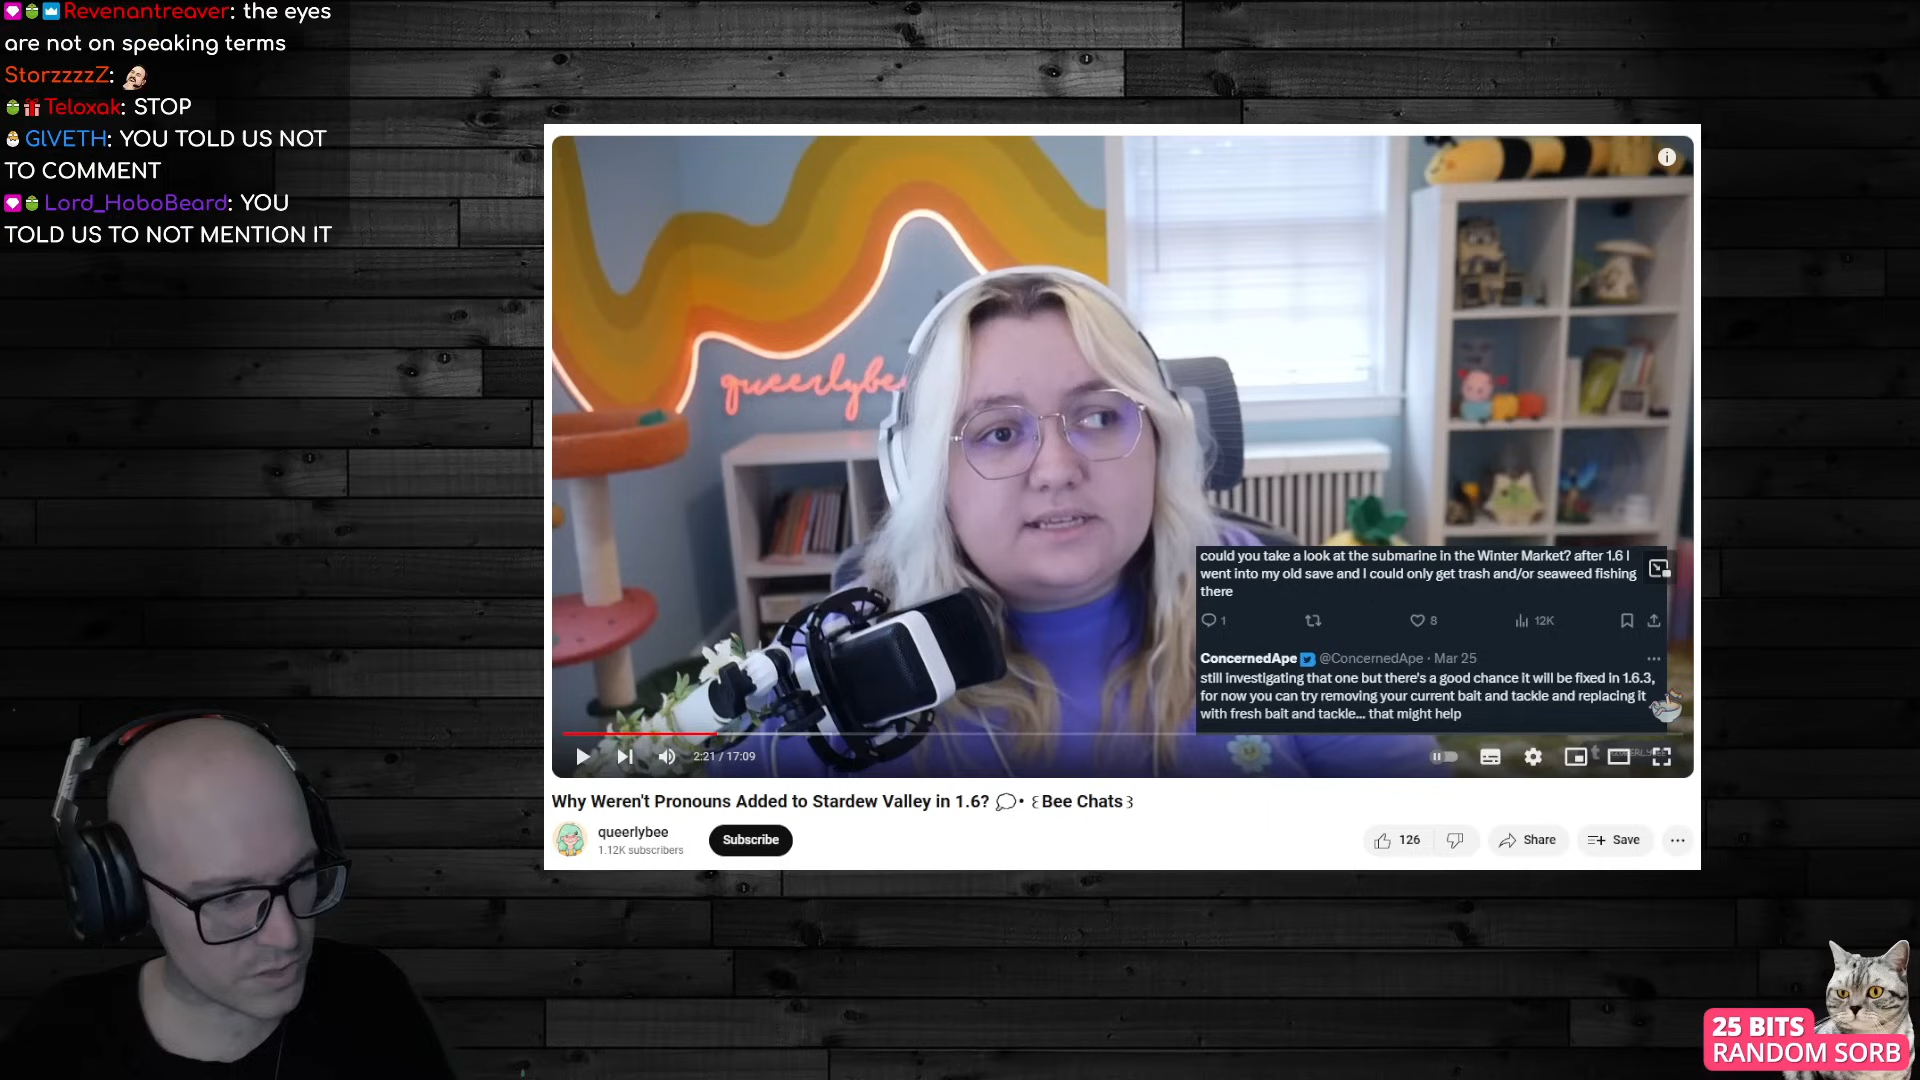 Revenantreaver: the eyes
are not on speaking terms
StorzzzzZ:
Teloxak: STOP
GIVETH: YOU TOLD US NOT
TO COMMENT
Lord_HoboBeard: YOU
TOLD US TO NOT MENTION IT
queerlybe
could you take a look at the submarine in the Winter Market? after 1.6 I
went into my old save and I could only get trash and/or seaweed fishing
there
1 8 12K
ConcernedApe @ConcernedApe · Mar 25
still investigating that one but there's a good chance it will be fixed in 1.6.3,
for now you can try removing your current bait and tackle and replacing it
with fresh bait and tackle... that might help
2:21 / 17:09
Why Weren't Pronouns Added to Stardew Valley in 1.6? 💭• ꒰Bee Chats꒱
queerlybee
1.12K subscribers
Subscribe
126
Share
Save
25 BITS
RANDOM SORB